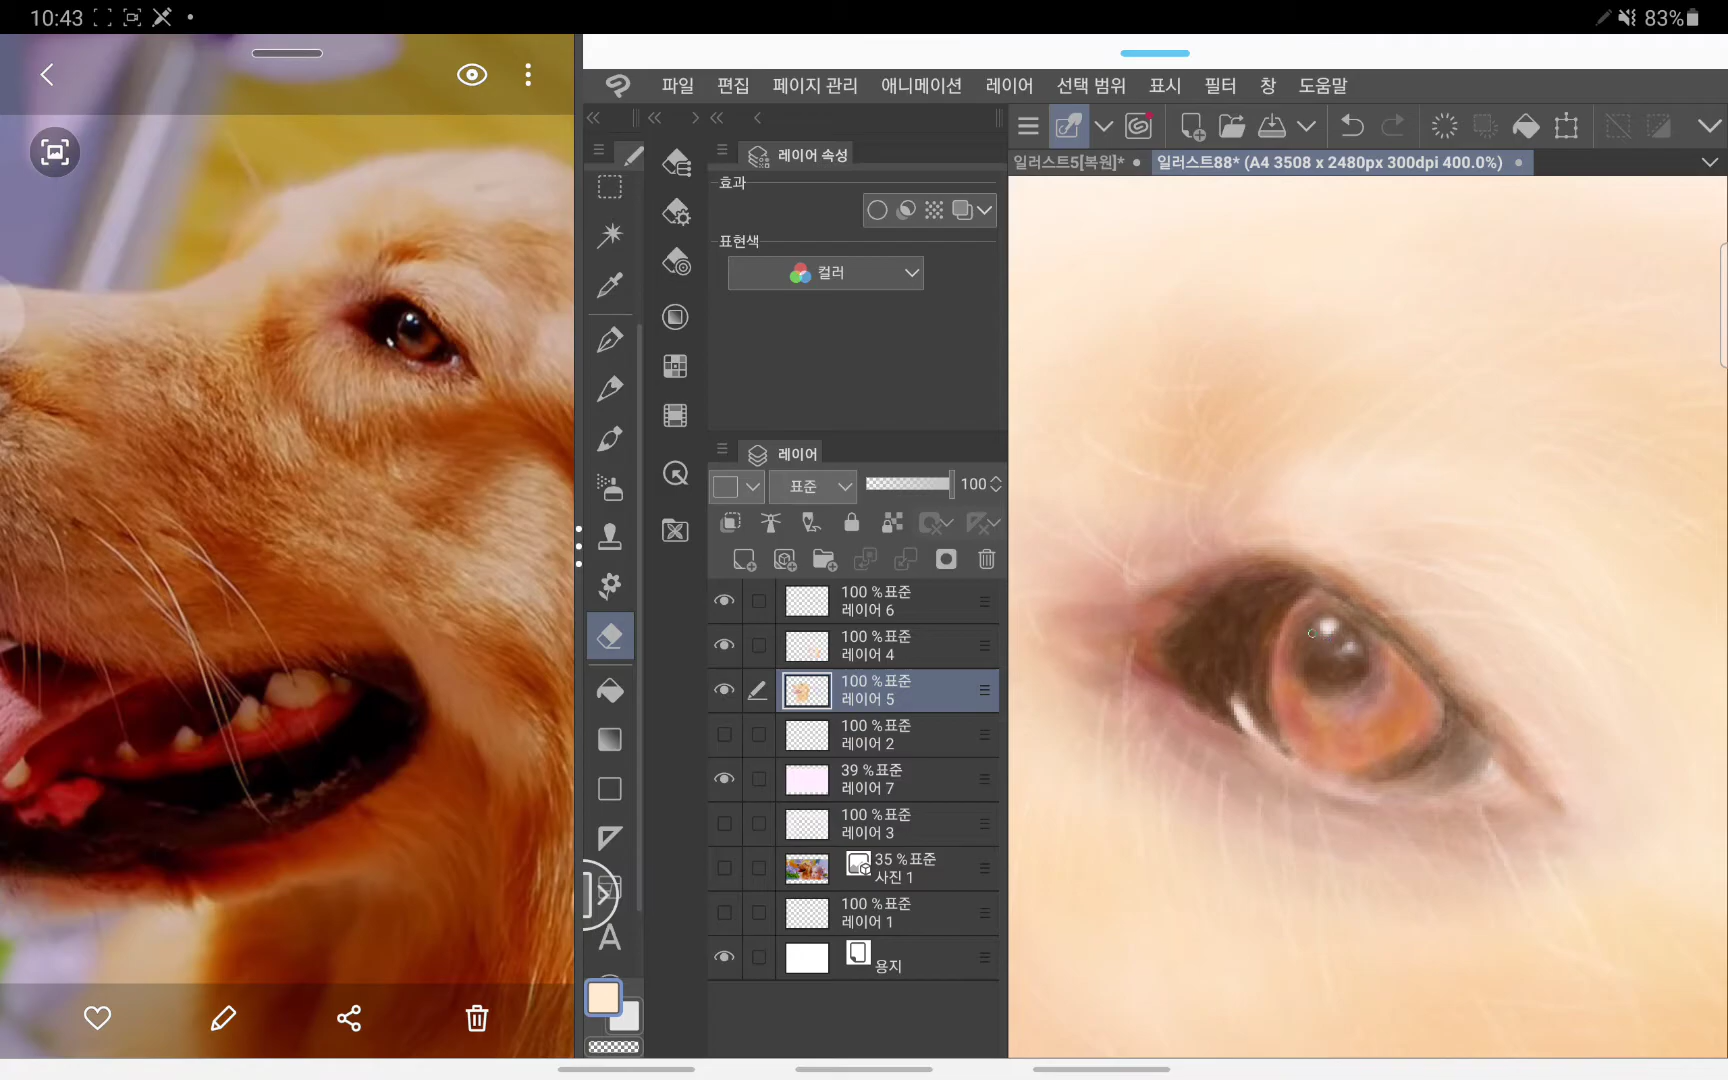 10:43
83%
파일 편집 페이지 관리 애니메이션 레이어 선택 범위 표시 필터 창 도움말
레이어 속성
일러스트5[복원]* 일러스트88* (A4 3508 x 2480px 300dpi 400.0%)
효과
표현색
컬러
레이어
표준 100
100 %표준
레이어 6
100 %표준
레이어 4
100 %표준
레이어 5
100 %표준
레이어 2
39 %표준
레이어 7
100 %표준
레이어 3
35 %표준
사진 1
100 %표준
레이어 1
A
용지